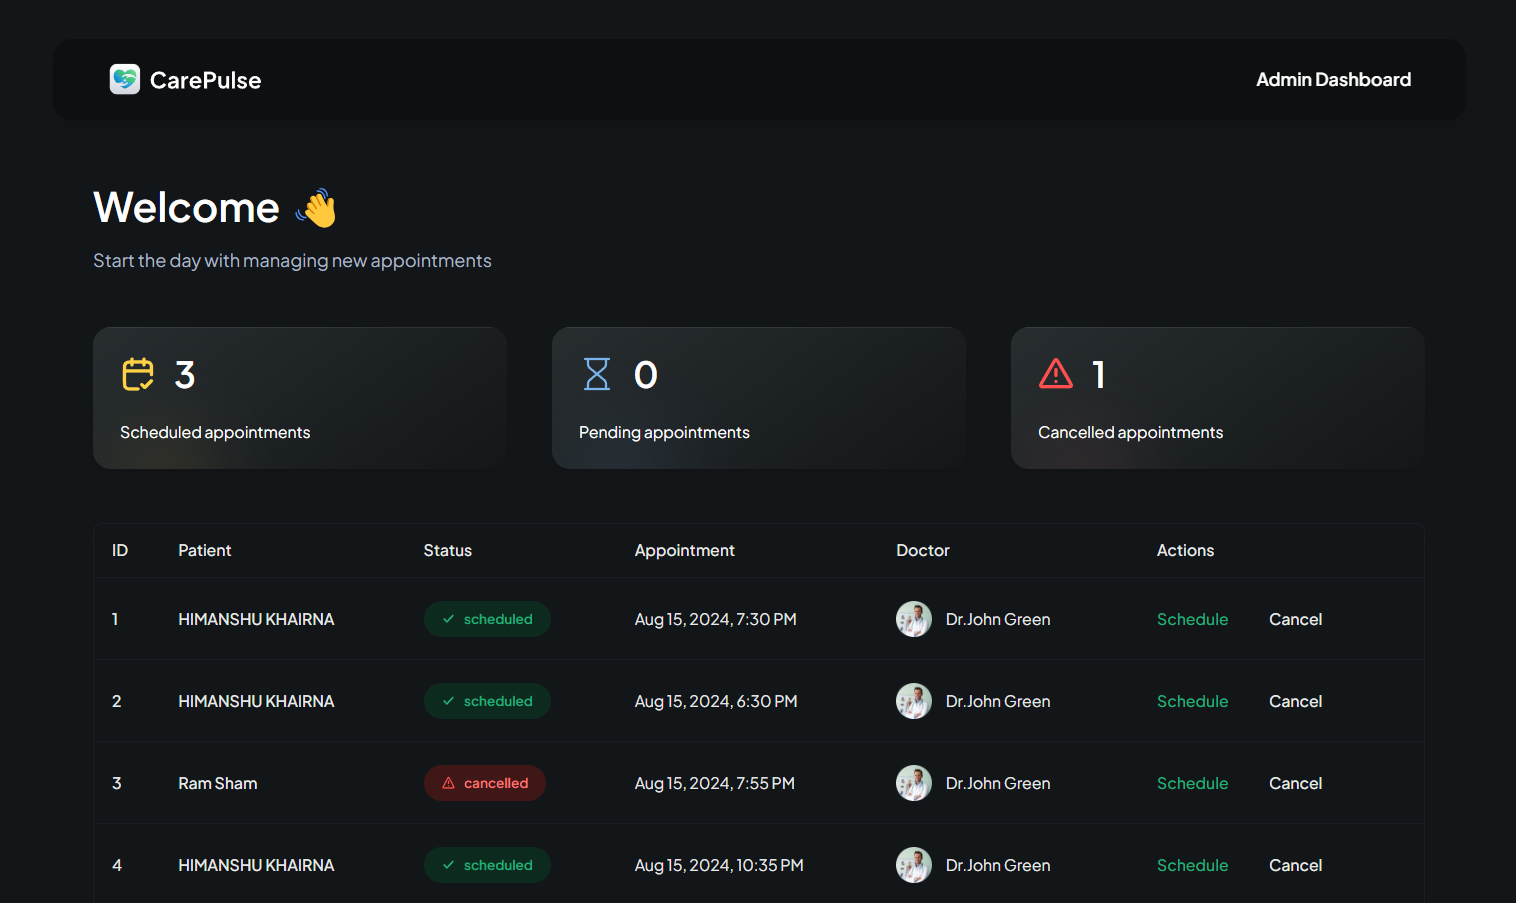 CarePulse
Admin Dashboard
Welcome 👋
Start the day with managing new appointments
3
Scheduled appointments
0
Pending appointments
1
Cancelled appointments
ID Patient Status Appointment Doctor Actions
1 HIMANSHU KHAIRNA scheduled Aug 15, 2024, 7:30 PM Dr.John Green Schedule Cancel
2 HIMANSHU KHAIRNA scheduled Aug 15, 2024, 6:30 PM Dr.John Green Schedule Cancel
3 Ram Sham cancelled Aug 15, 2024, 7:55 PM Dr.John Green Schedule Cancel
4 HIMANSHU KHAIRNA scheduled Aug 15, 2024, 10:35 PM Dr.John Green Schedule Cancel